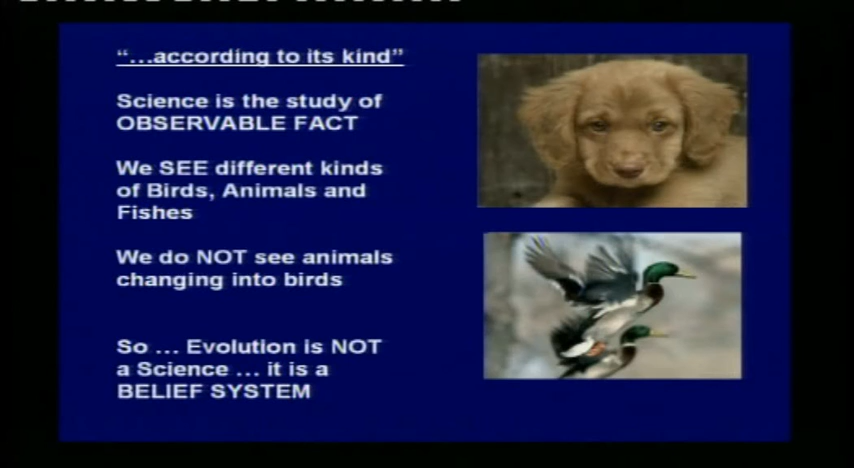 “...according to its kind”
Science is the study of
OBSERVABLE FACT
We SEE different kinds
of Birds, Animals and
Fishes
We do NOT see animals
changing into birds
So ... Evolution is NOT
a Science ... it is a
BELIEF SYSTEM